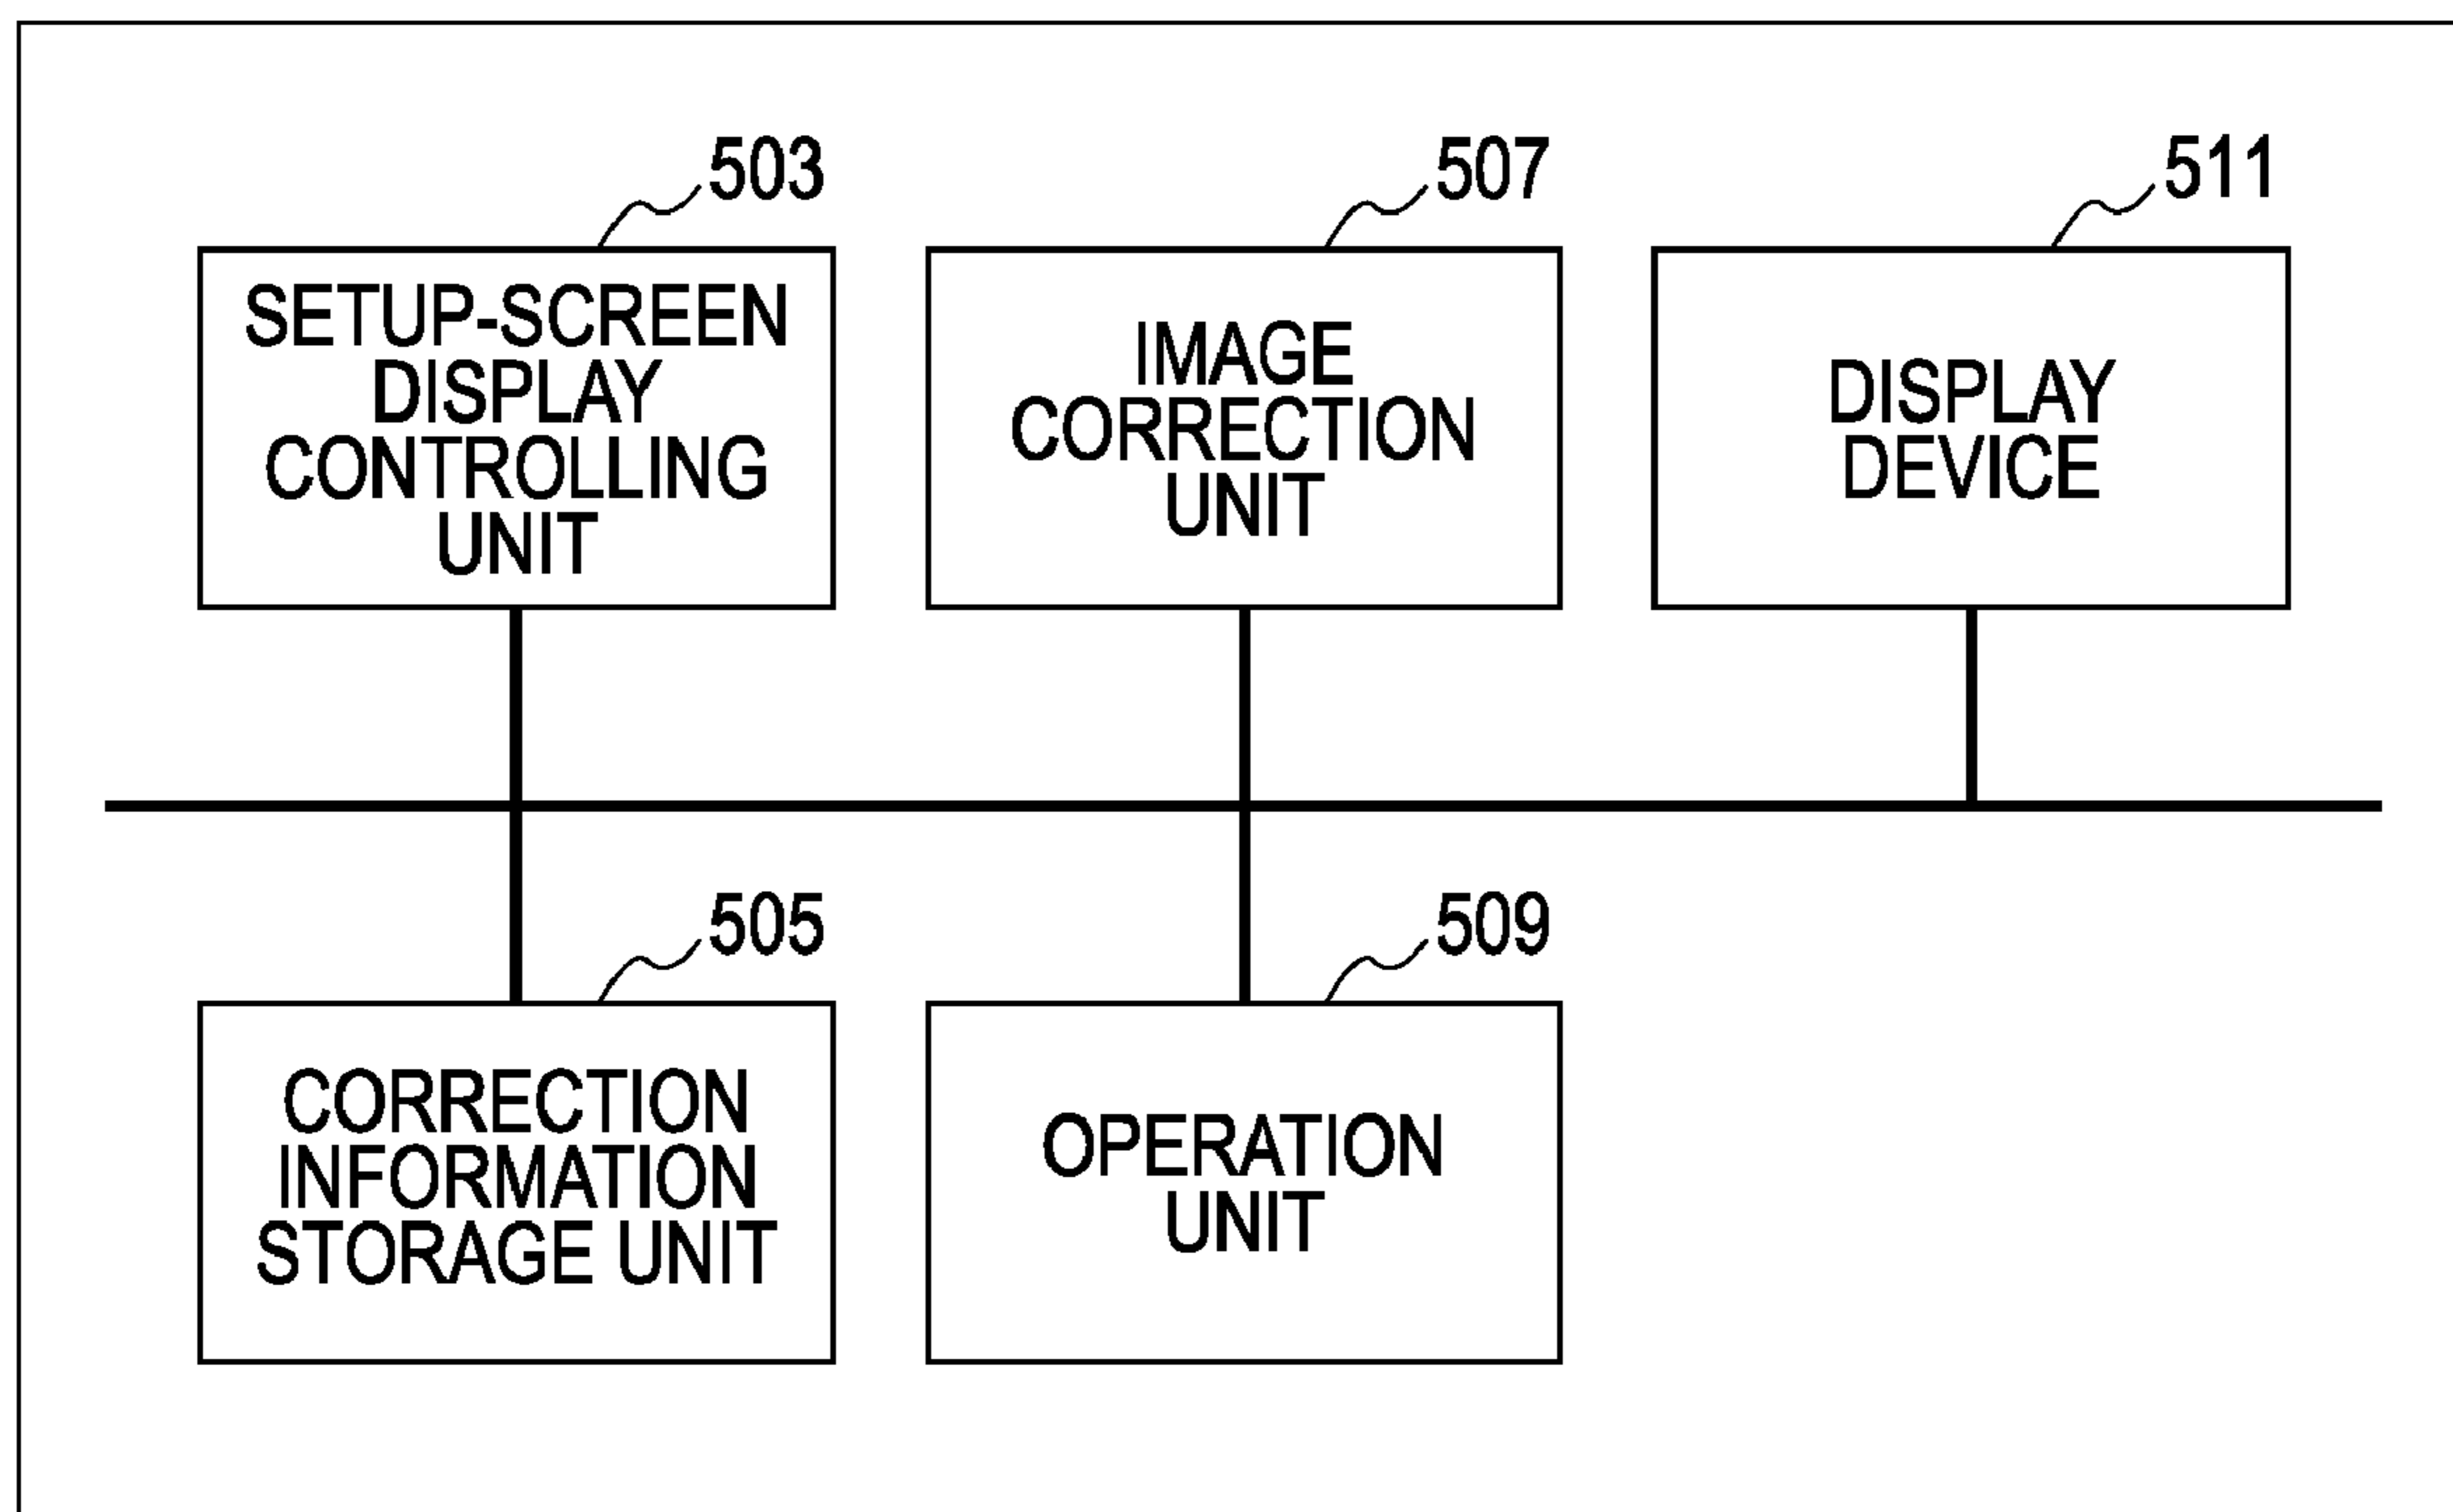 503
SETUP-SCREEN
DISPLAY
CONTROLLING
UNIT
507
IMAGE
CORRECTION
UNIT
511
DISPLAY
DEVICE
505
CORRECTION
INFORMATION
STORAGE UNIT
509
OPERATION
UNIT